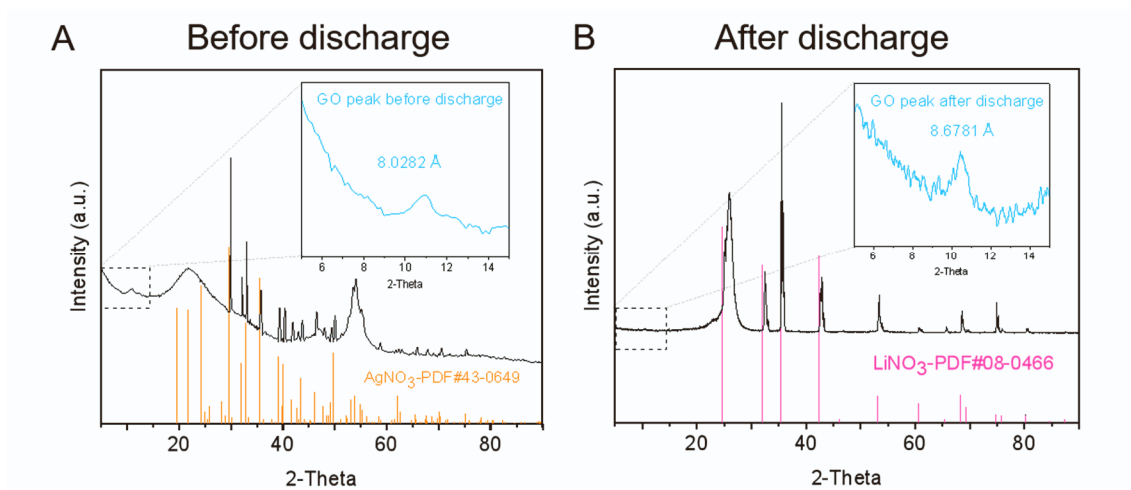 A
Before discharge
Intensity (a.u.)
GO peak before discharge
8.0282 Å
6 8 10 12 14
2-Theta
AgNO3-PDF#43-0649
20 40 60 80
2-Theta
B
After discharge
Intensity (a.u.)
GO peak after discharge
8.6781 Å
6 8 10 12 14
2-Theta
LiNO3-PDF#08-0466
20 40 60 80
2-Theta